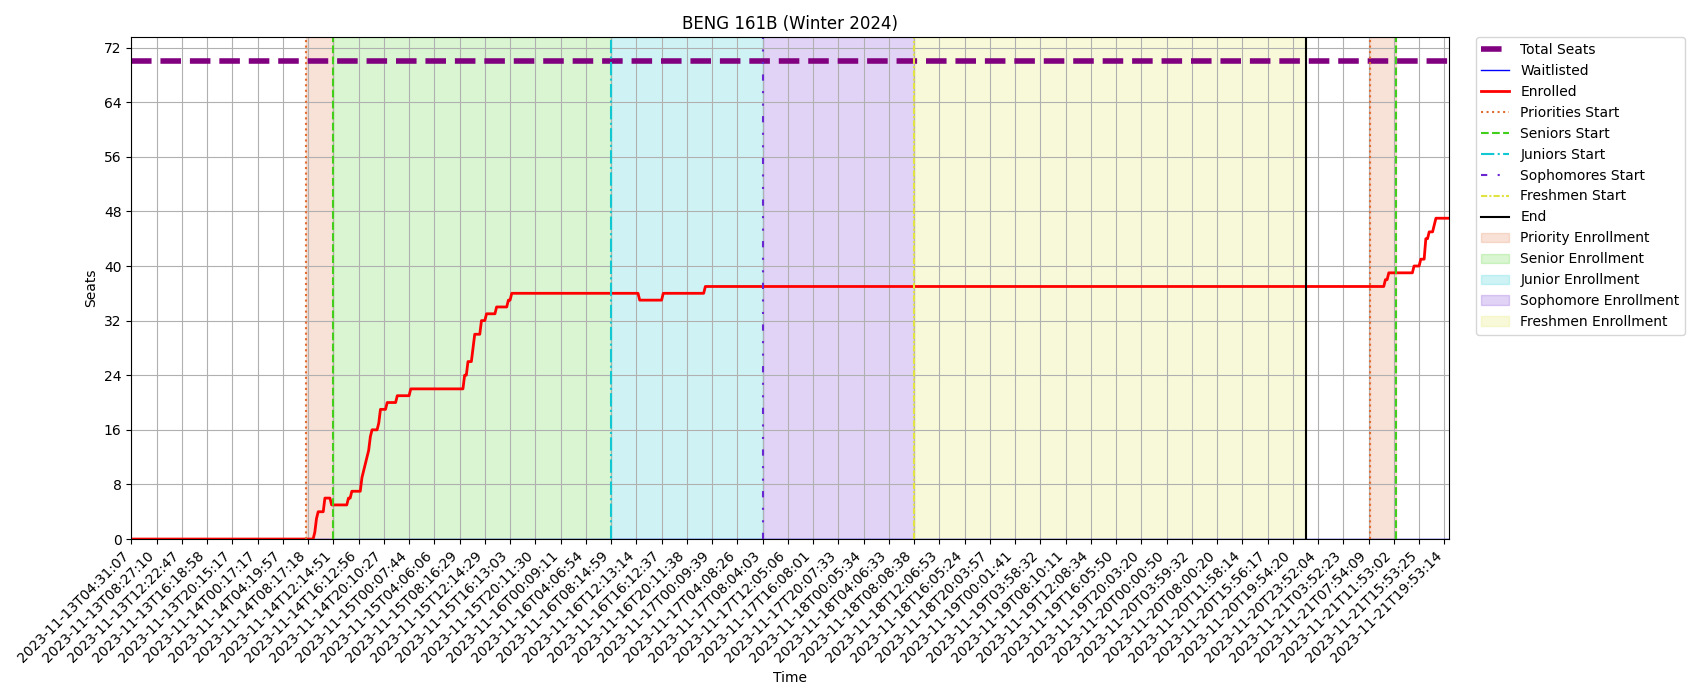 BENG 161B (Winter 2024)
72
64
56
48
40
32
24
16
8
0
Seats
2023-11-13T04:31:07
2023-11-13T08:27:10
2023-11-13T12:22:47
2023-11-13T16:18:58
2023-11-13T20:15:17
2023-11-14T00:17:17
2023-11-14T04:19:57
2023-11-14T08:17:18
2023-11-14T12:14:51
2023-11-14T16:12:56
2023-11-14T20:10:27
2023-11-15T00:07:44
2023-11-15T04:06:06
2023-11-15T08:16:29
2023-11-15T12:14:29
2023-11-15T16:13:03
2023-11-15T20:11:30
2023-11-16T00:09:11
2023-11-16T04:06:54
2023-11-16T08:14:59
2023-11-16T12:13:14
2023-11-16T16:12:37
2023-11-16T20:11:38
2023-11-17T00:09:39
2023-11-17T04:08:26
2023-11-17T08:04:03
2023-11-17T12:05:06
2023-11-17T16:08:01
2023-11-17T20:07:33
2023-11-18T00:05:34
2023-11-18T04:06:33
2023-11-18T08:08:38
2023-11-18T12:06:53
2023-11-18T16:05:24
2023-11-18T20:03:57
2023-11-19T00:01:41
2023-11-19T03:58:32
2023-11-19T08:10:11
2023-11-19T12:08:34
2023-11-19T16:05:50
2023-11-19T20:03:20
2023-11-20T00:00:50
2023-11-20T03:59:32
2023-11-20T08:00:20
2023-11-20T11:58:14
2023-11-20T15:56:17
2023-11-20T19:54:20
2023-11-20T23:52:04
2023-11-21T03:52:23
2023-11-21T07:54:09
2023-11-21T11:53:02
2023-11-21T15:53:25
2023-11-21T19:53:14
Time
Total Seats
Waitlisted
Enrolled
Priorities Start
Seniors Start
Juniors Start
Sophomores Start
Freshmen Start
End
Priority Enrollment
Senior Enrollment
Junior Enrollment
Sophomore Enrollment
Freshmen Enrollment